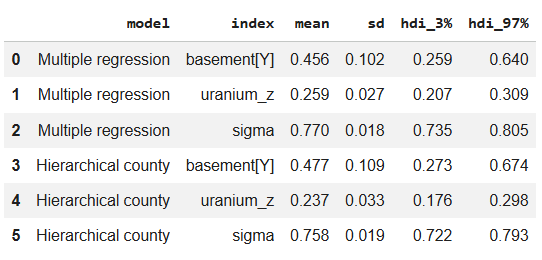 model index mean sd hdi_3% hdi_97%
0 Multiple regression basement[Y] 0.456 0.102 0.259 0.640
1 Multiple regression uranium_z 0.259 0.027 0.207 0.309
2 Multiple regression sigma 0.770 0.018 0.735 0.805
3 Hierarchical county basement[Y] 0.477 0.109 0.273 0.674
4 Hierarchical county uranium_z 0.237 0.033 0.176 0.298
5 Hierarchical county sigma 0.758 0.019 0.722 0.793